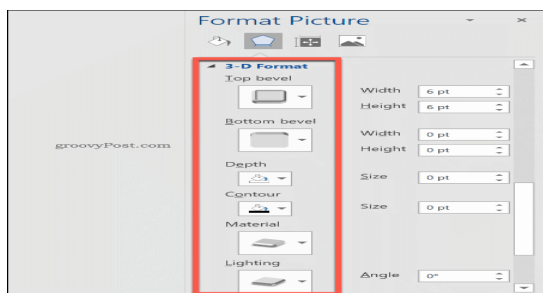 Format Picture
3-D Format
Top bevel
Width 6 pt
Height 6 pt
Bottom bevel
Width 0 pt
groovyPost.com
Height 0 pt
Depth
Size 0 pt
Contour
Size 0 pt
Material
Lighting
Angle 0°